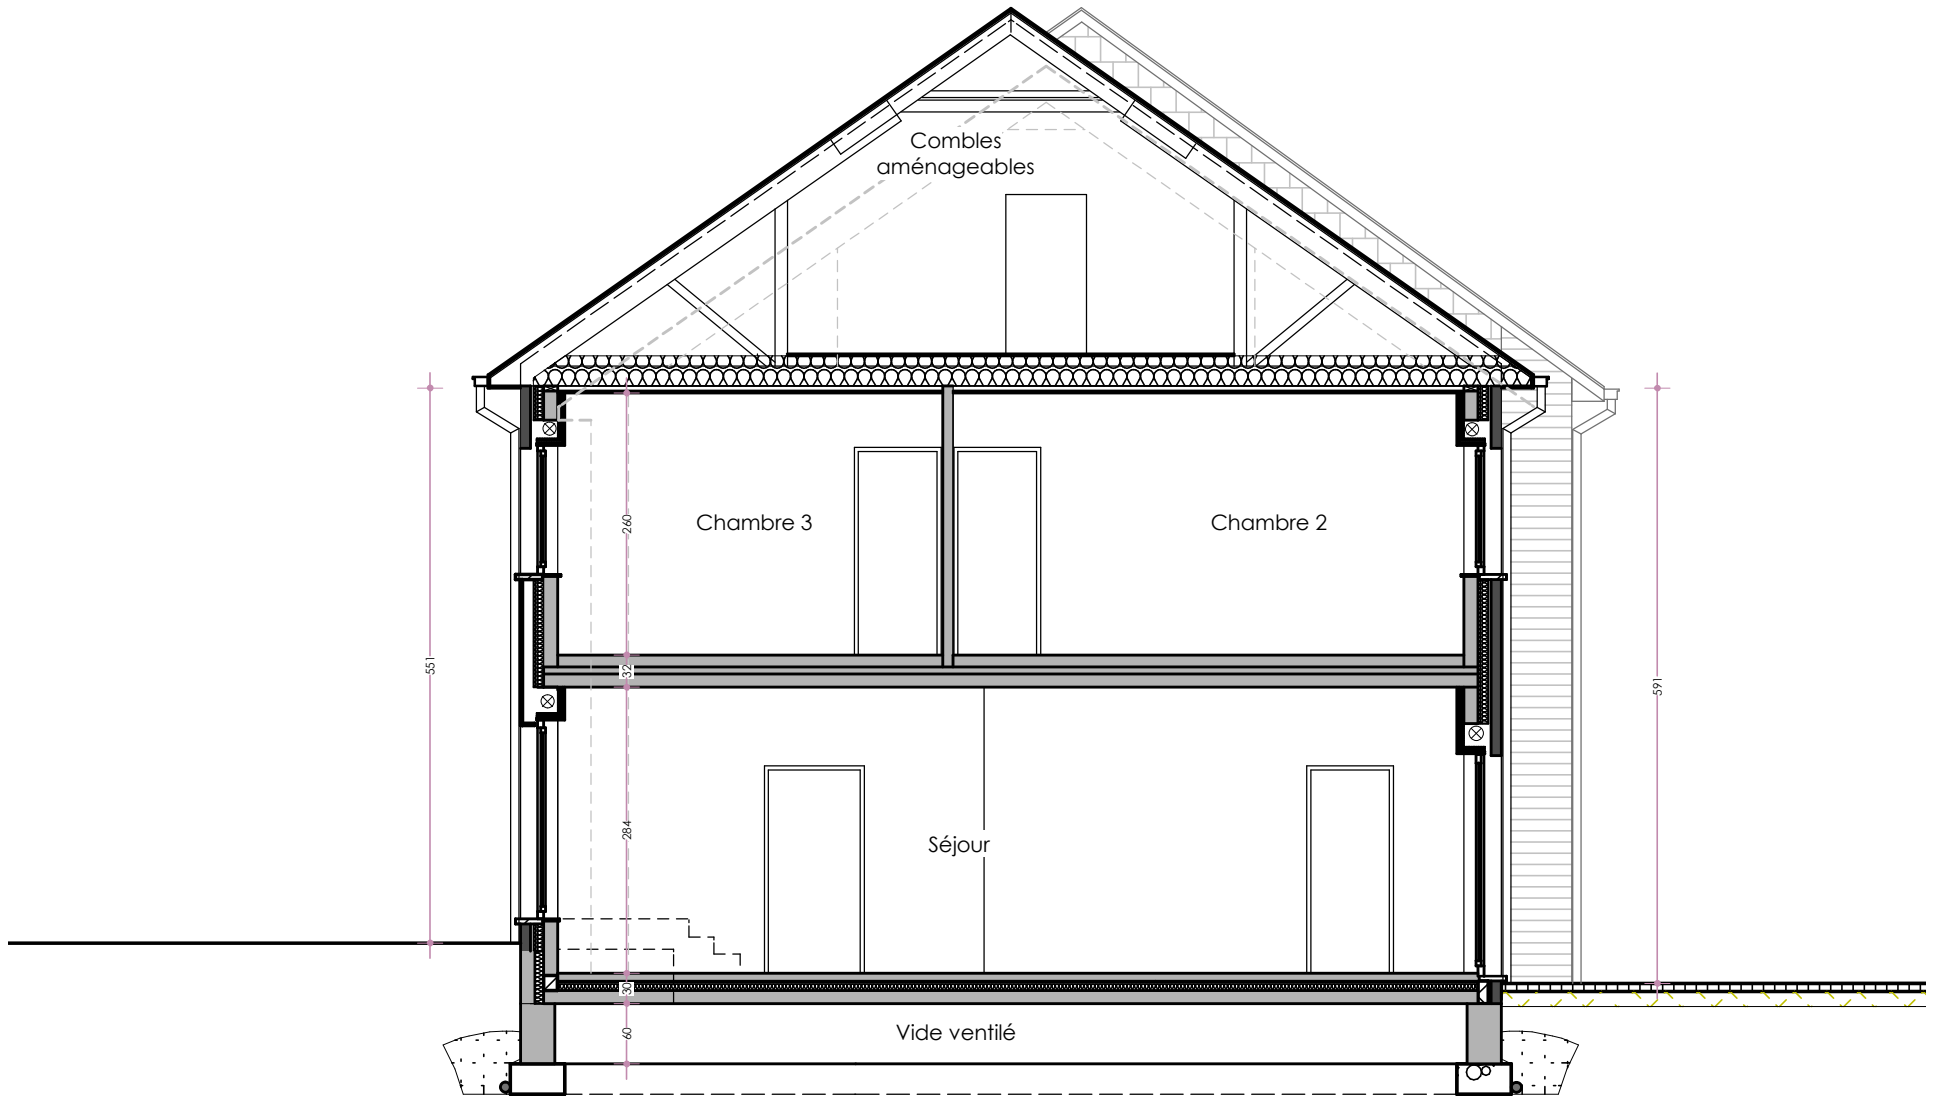 Combles
aménageables
Chambre 3
Chambre 2
260
551
32
591
284
Séjour
30
60
Vide ventilé